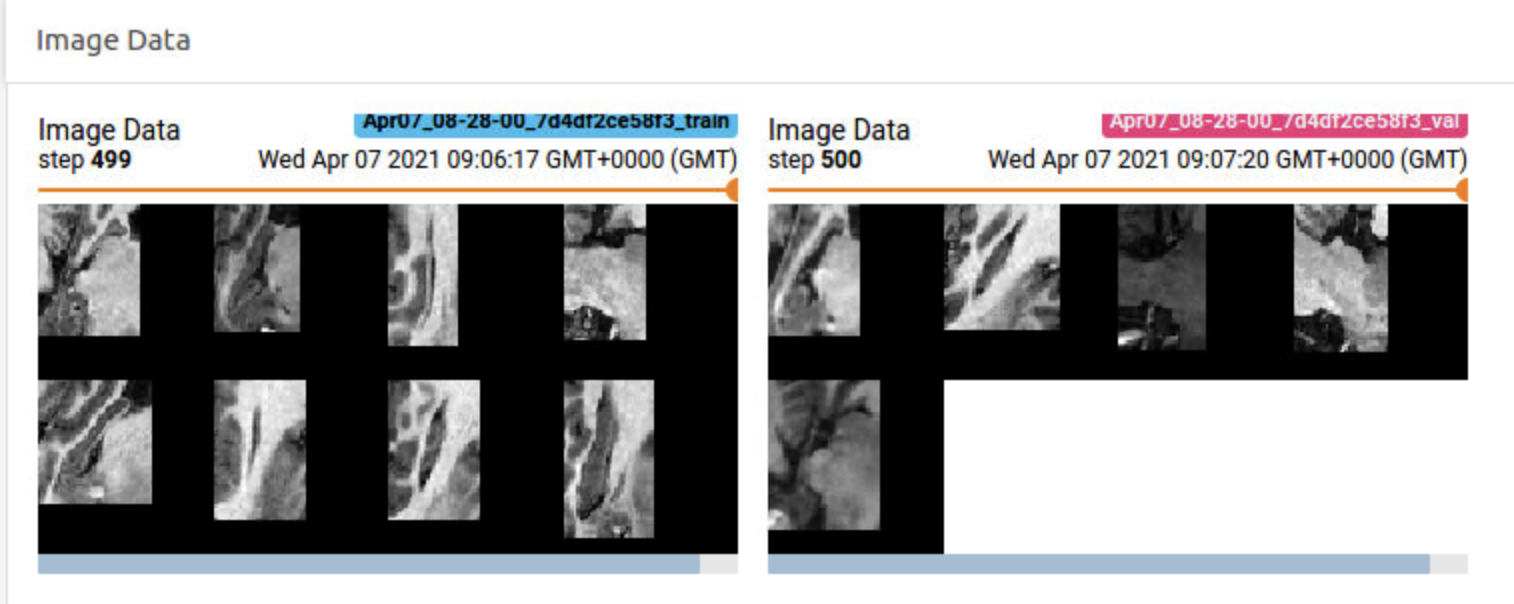 Image Data
Image Data
Apr07_08-28-00_7d4df2ce58f3_train
step 499
Wed Apr 07 2021 09:06:17 GMT+0000 (GMT)
Image Data
Apr07_08-28-00_7d4df2ce58f3_val
step 500
Wed Apr 07 2021 09:07:20 GMT+0000 (GMT)